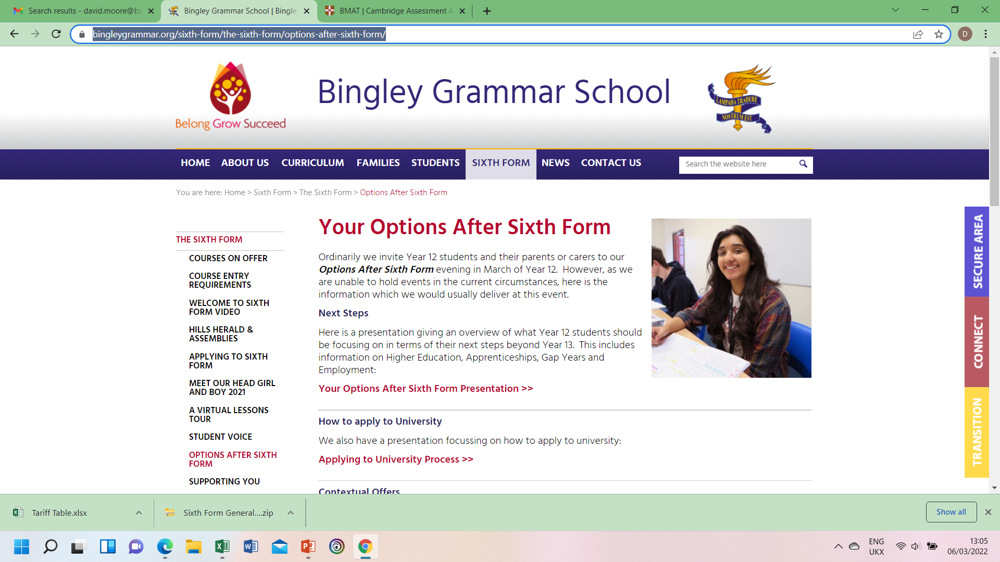 Search results - david.moore@bi
Bingley Grammar School | Bingle
BMAT | Cambridge Assessment A
bingleygrammar.org/sixth-form/the-sixth-form/options-after-sixth-form/
D
Belong Grow Succeed
Bingley Grammar School
LAMPADA TRADERE
NOSTRUM EST
HOME ABOUT US CURRICULUM FAMILIES STUDENTS SIXTH FORM NEWS CONTACT US
Search the website here
You are here: Home > Sixth Form > The Sixth Form > Options After Sixth Form
THE SIXTH FORM
COURSES ON OFFER
COURSE ENTRY
REQUIREMENTS
WELCOME TO SIXTH
FORM VIDEO
HILLS HERALD &
ASSEMBLIES
APPLYING TO SIXTH
FORM
MEET OUR HEAD GIRL
AND BOY 2021
A VIRTUAL LESSONS
TOUR
STUDENT VOICE
OPTIONS AFTER SIXTH
FORM
SUPPORTING YOU
Your Options After Sixth Form
Ordinarily we invite Year 12 students and their parents or carers to our
Options After Sixth Form evening in March of Year 12. However, as we
are unable to hold events in the current circumstances, here is the
information which we would usually deliver at this event.
Next Steps
Here is a presentation giving an overview of what Year 12 students should
be focusing on in terms of their next steps beyond Year 13. This includes
information on Higher Education, Apprenticeships, Gap Years and
Employment:
Your Options After Sixth Form Presentation >>
How to apply to University
We also have a presentation focussing on how to apply to university:
Applying to University Process >>
Contextual Offers
SECURE AREA
CONNECT
TRANSITION
Tariff Table.xlsx
Sixth Form General....zip
Show all
ENG
UKX
13:05
06/03/2022